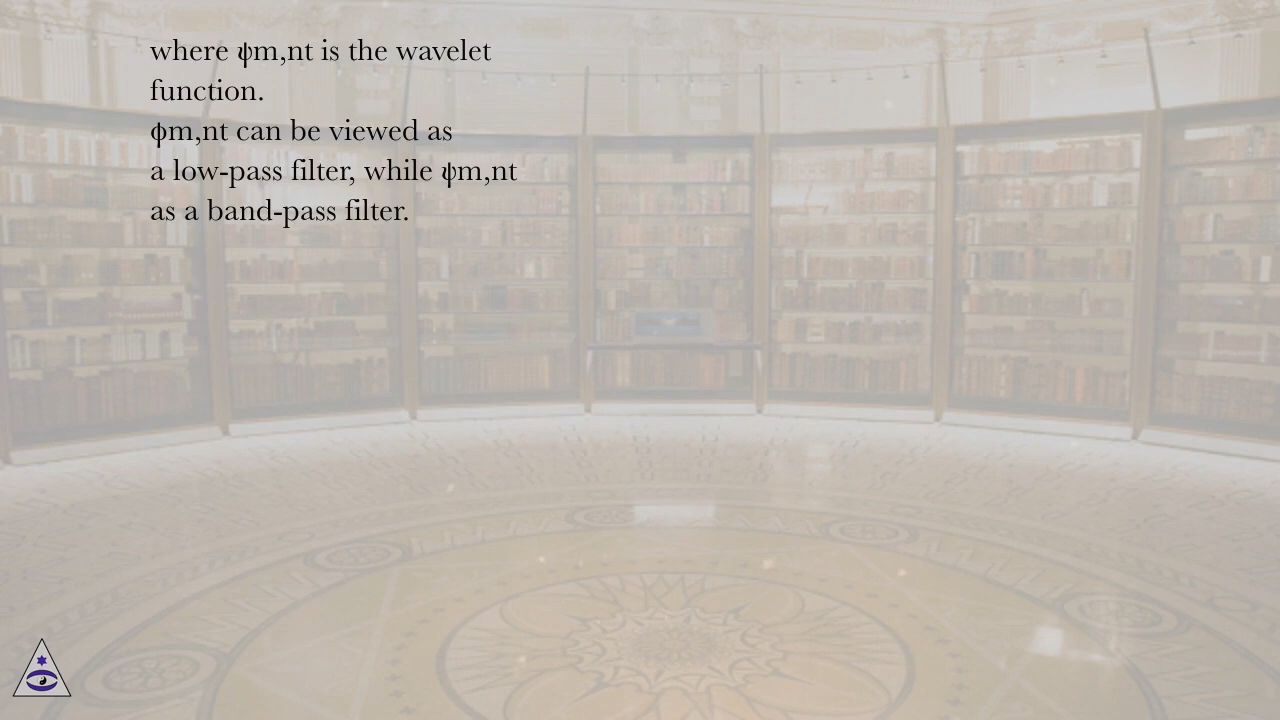 where ψm,nt is the wavelet
function.
ϕm,nt can be viewed as
a low-pass filter, while ψm,nt
as a band-pass filter.